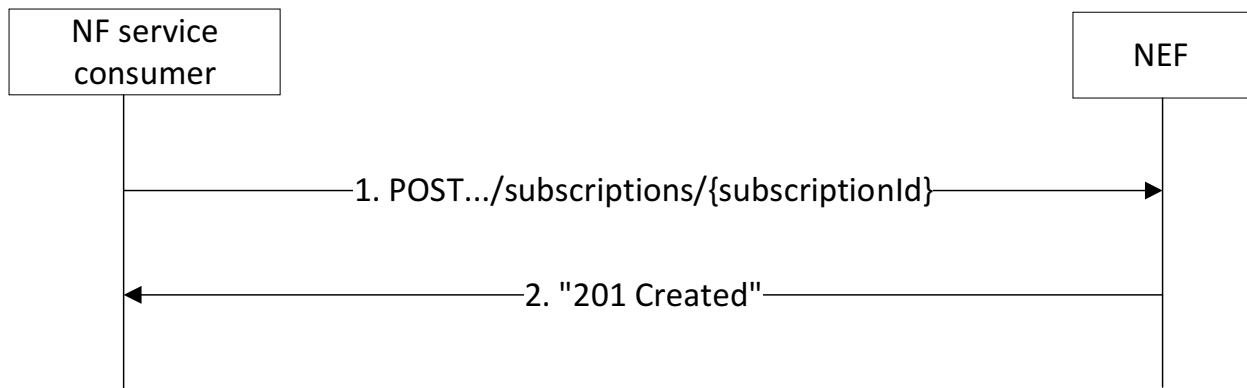 NF service
consumer
NEF
1. POST.../subscriptions/{subscriptionId}
2. "201 Created"